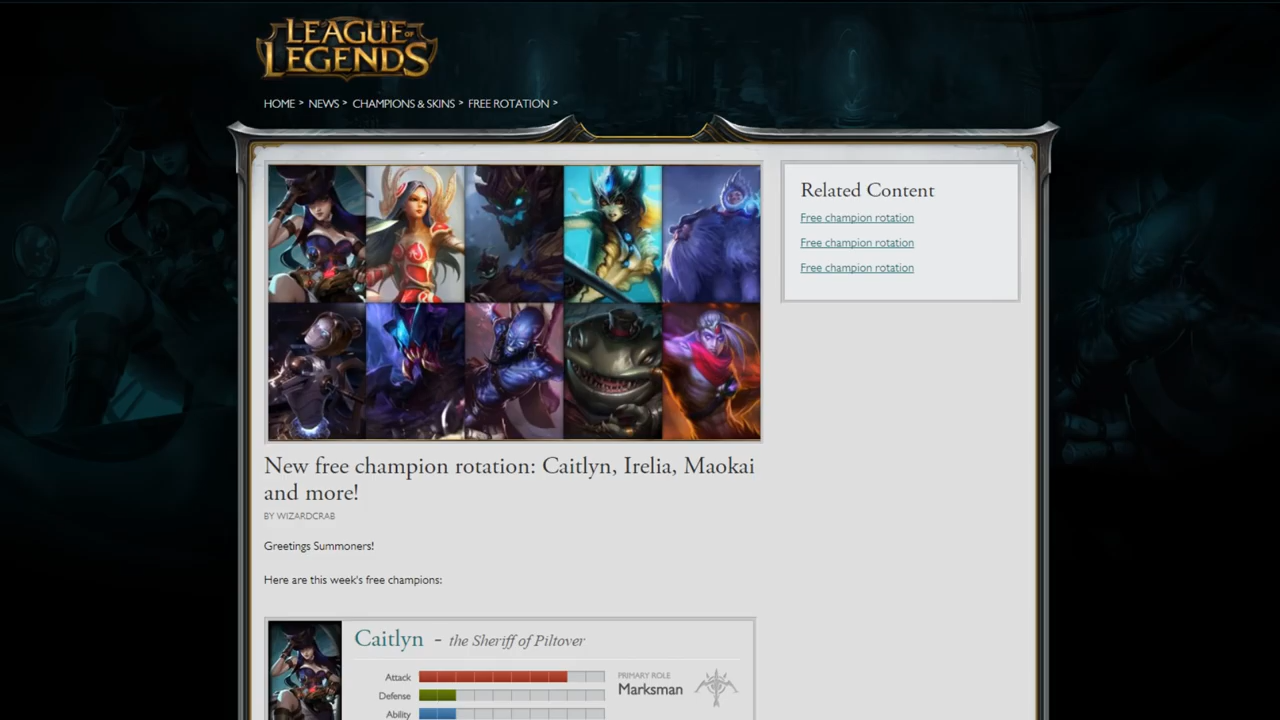 LEAGUE OF LEGENDS
HOME > NEWS > CHAMPIONS & SKINS > FREE ROTATION >
Related Content
Free champion rotation
Free champion rotation
Free champion rotation
New free champion rotation: Caitlyn, Irelia, Maokai
and more!
BY WIZARDCRAB
Greetings Summoners!
Here are this week's free champions:
Caitlyn - the Sheriff of Piltover
Attack
Defense
Ability
PRIMARY ROLE
Marksman